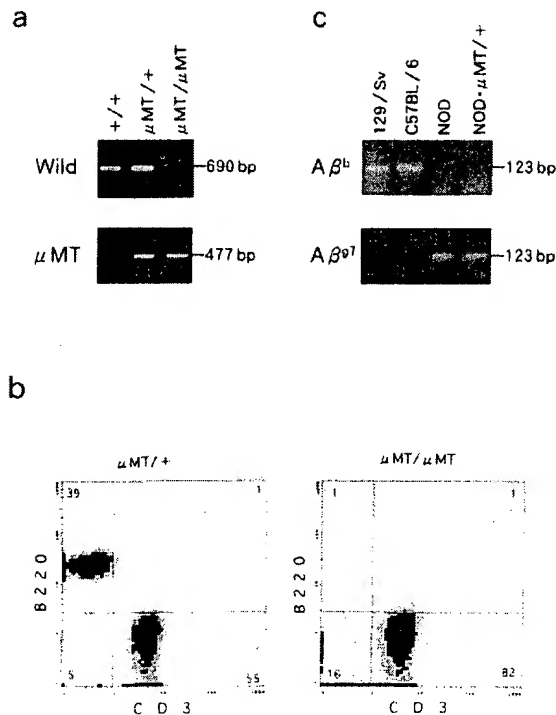 a
+/+
μMT/+
μMT/μMT
Wild
690 bp
μMT
477 bp
c
129/Sv
C57BL/6
NOD
NOD-μMT/+
Aβᵇ
123 bp
Aβᵍ⁷
123 bp
b
μMT/+
39
1
5
55
B220
CD3
μMT/μMT
1
1
16
82
B220
CD3